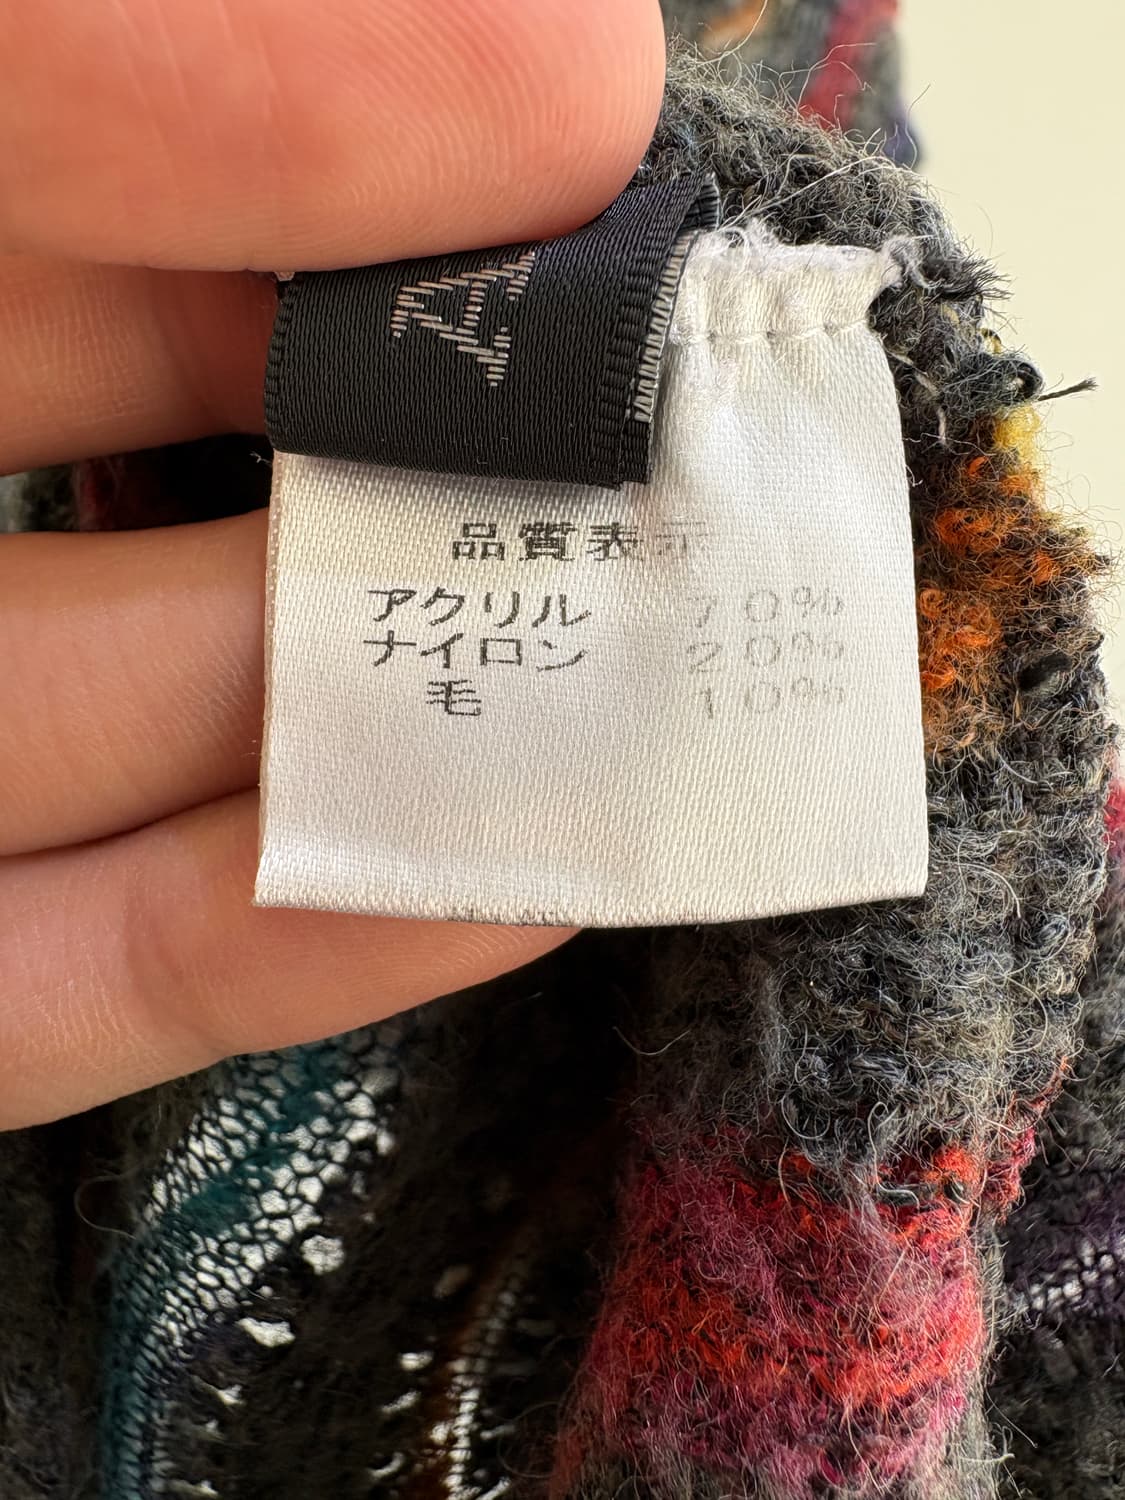 品質表示
アクリル 70%
ナイロン 20%
毛 10%